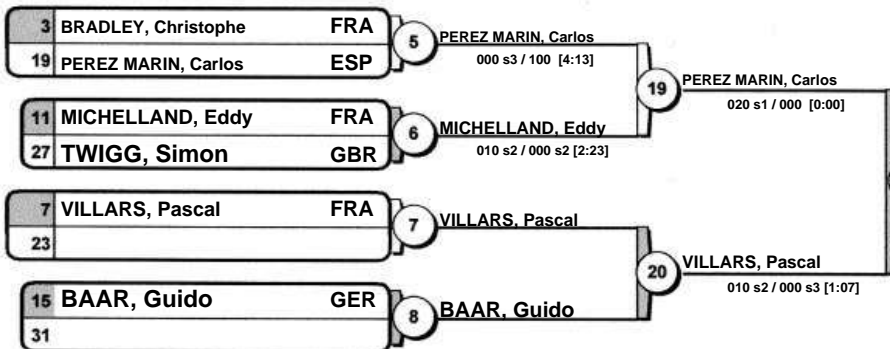 3 BRADLEY, Christophe FRA
19 PEREZ MARIN, Carlos ESP
5
PEREZ MARIN, Carlos
000 s3 / 100 [4:13]
11 MICHELLAND, Eddy FRA
27 TWIGG, Simon GBR
6
MICHELLAND, Eddy
010 s2 / 000 s2 [2:23]
19
PEREZ MARIN, Carlos
020 s1 / 000 [0:00]
7 VILLARS, Pascal FRA
23
7
VILLARS, Pascal
15 BAAR, Guido GER
31
8
BAAR, Guido
20
VILLARS, Pascal
010 s2 / 000 s3 [1:07]